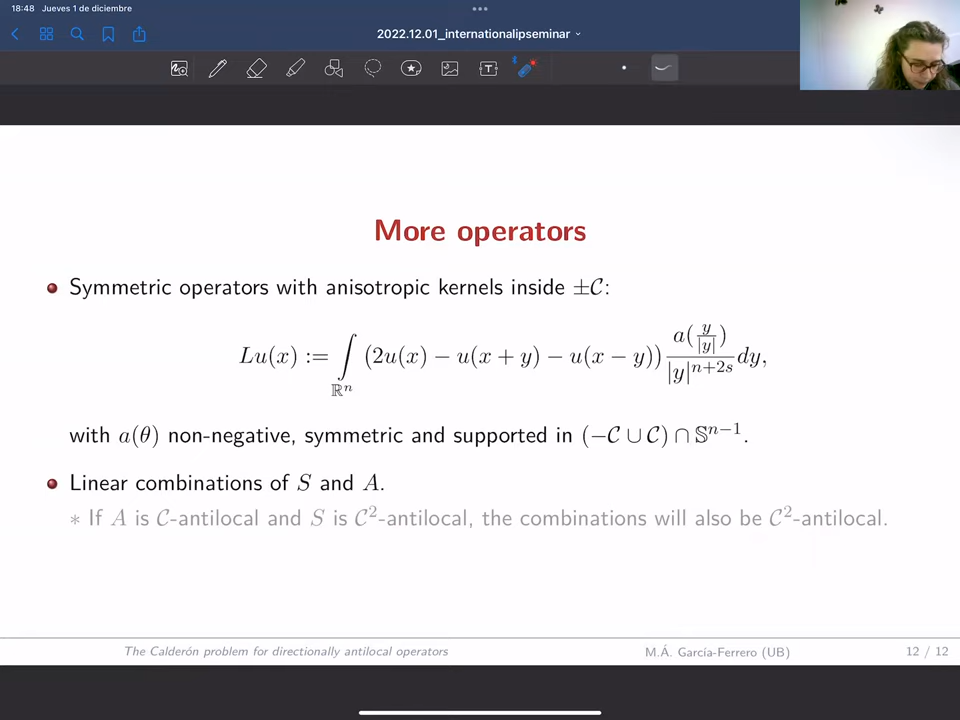 18:48 Jueves 1 de diciembre
2022.12.01_internationalipseminar
More operators
Symmetric operators with anisotropic kernels inside ±𝒞:
Lu(x) := ∫_{ℝⁿ} (2u(x) − u(x + y) − u(x − y)) a(y/|y|)/|y|^{n+2s} dy,
with a(θ) non-negative, symmetric and supported in (−𝒞 ∪ 𝒞) ∩ 𝕊^{n−1}.
Linear combinations of S and A.
∗ If A is 𝒞-antilocal and S is 𝒞²-antilocal, the combinations will also be 𝒞²-antilocal.
The Calderón problem for directionally antilocal operators M.Á. García-Ferrero (UB) 12 / 12